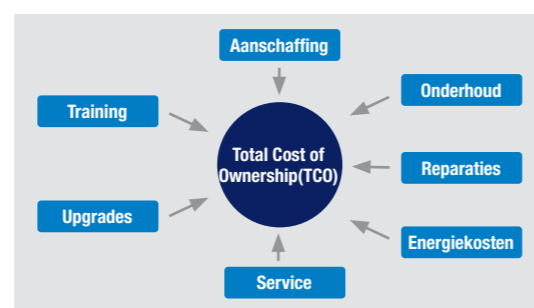 Aanschaffing
Onderhoud
Training
Total Cost of
Ownership(TCO)
Reparaties
Upgrades
Energiekosten
Service